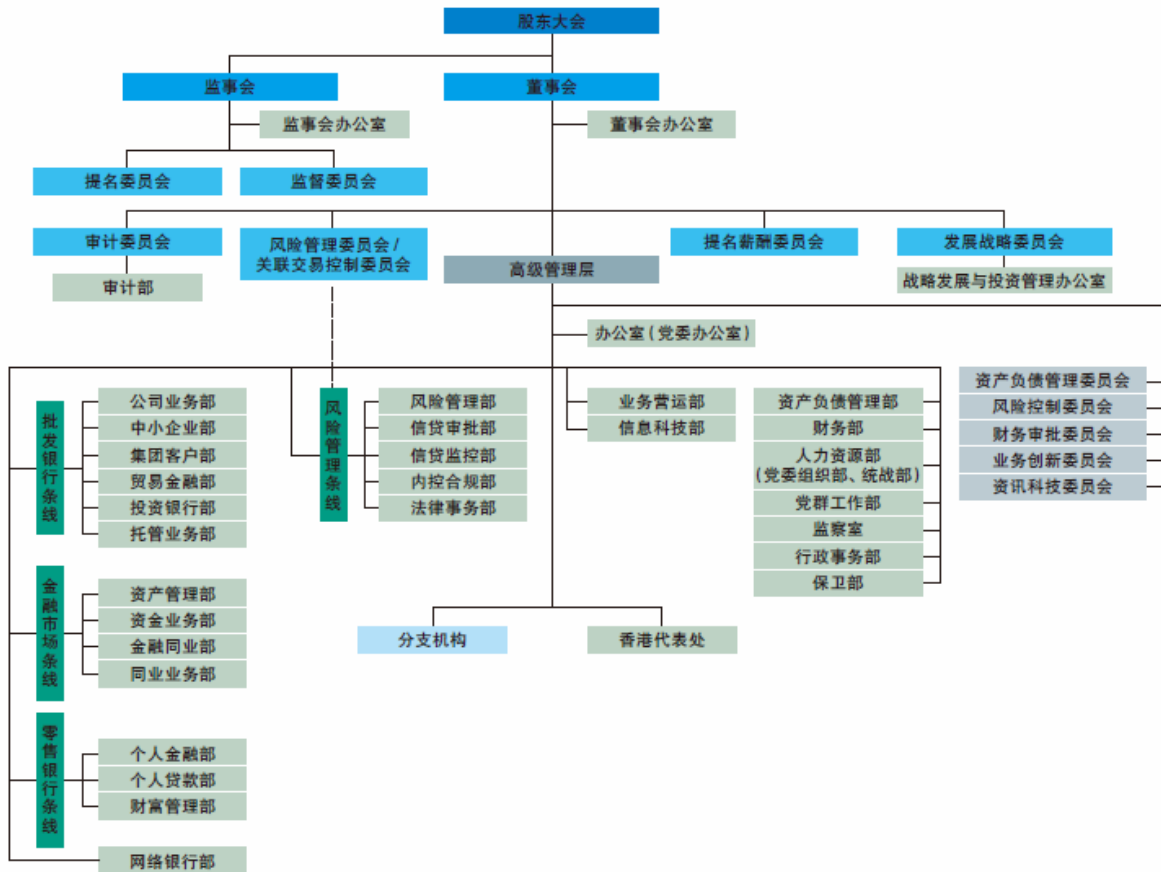 股东大会
监事会
董事会
监事会办公室
董事会办公室
提名委员会
监督委员会
审计委员会
风险管理委员会/
关联交易控制委员会
提名薪酬委员会
发展战略委员会
审计部
高级管理层
战略发展与投资管理办公室
办公室(党委办公室)
批发银行条线
公司业务部
中小企业部
集团客户部
贸易金融部
投资银行部
托管业务部
风险管理条线
风险管理部
信贷审批部
信贷监控部
内控合规部
法律事务部
业务营运部
信息科技部
资产负债管理部
财务部
人力资源部
(党委组织部、统战部)
党群工作部
监察室
行政事务部
保卫部
资产负债管理委员会
风险控制委员会
财务审批委员会
业务创新委员会
资讯科技委员会
金融市场条线
资产管理部
资金业务部
金融同业部
同业业务部
分支机构
香港代表处
零售银行条线
个人金融部
个人贷款部
财富管理部
网络银行部